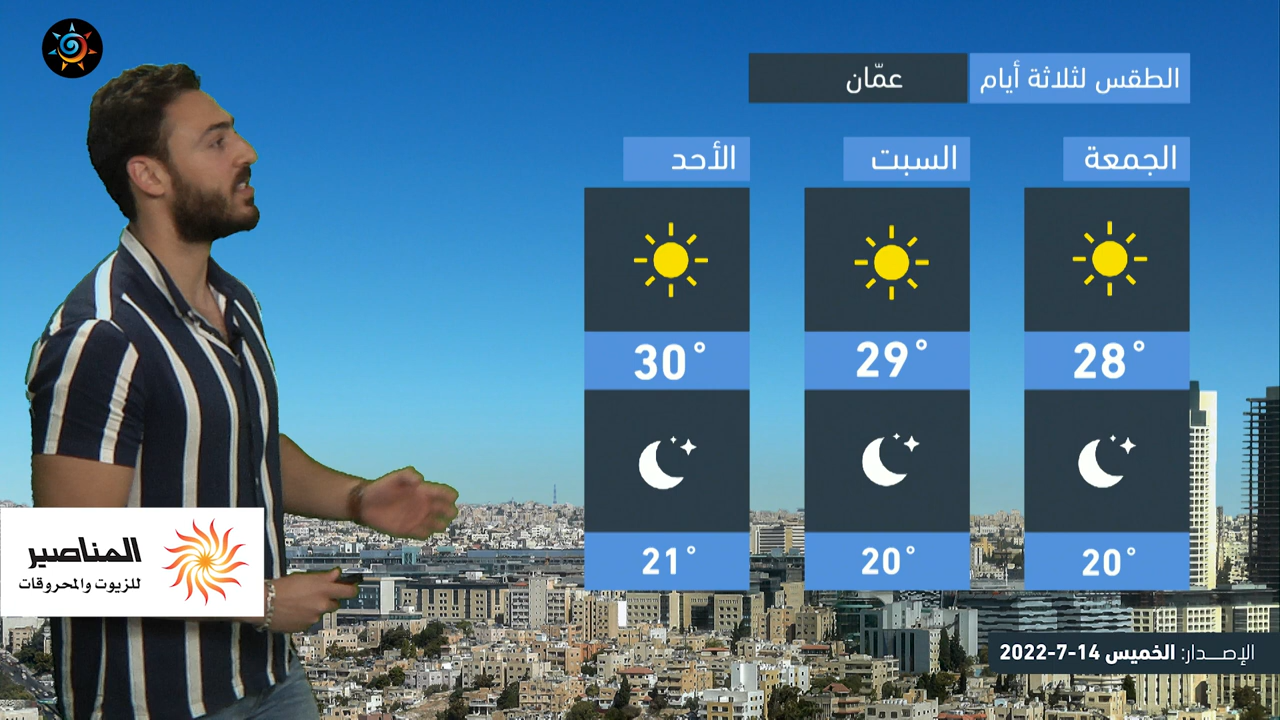 الطقس لثلاثة أيام
عمّان
الجمعة
السبت
الأحد
28°
29°
30°
20°
20°
21°
المناصير
للزيوت والمحروقات
الإصـــدار: الخميس 14-7-2022